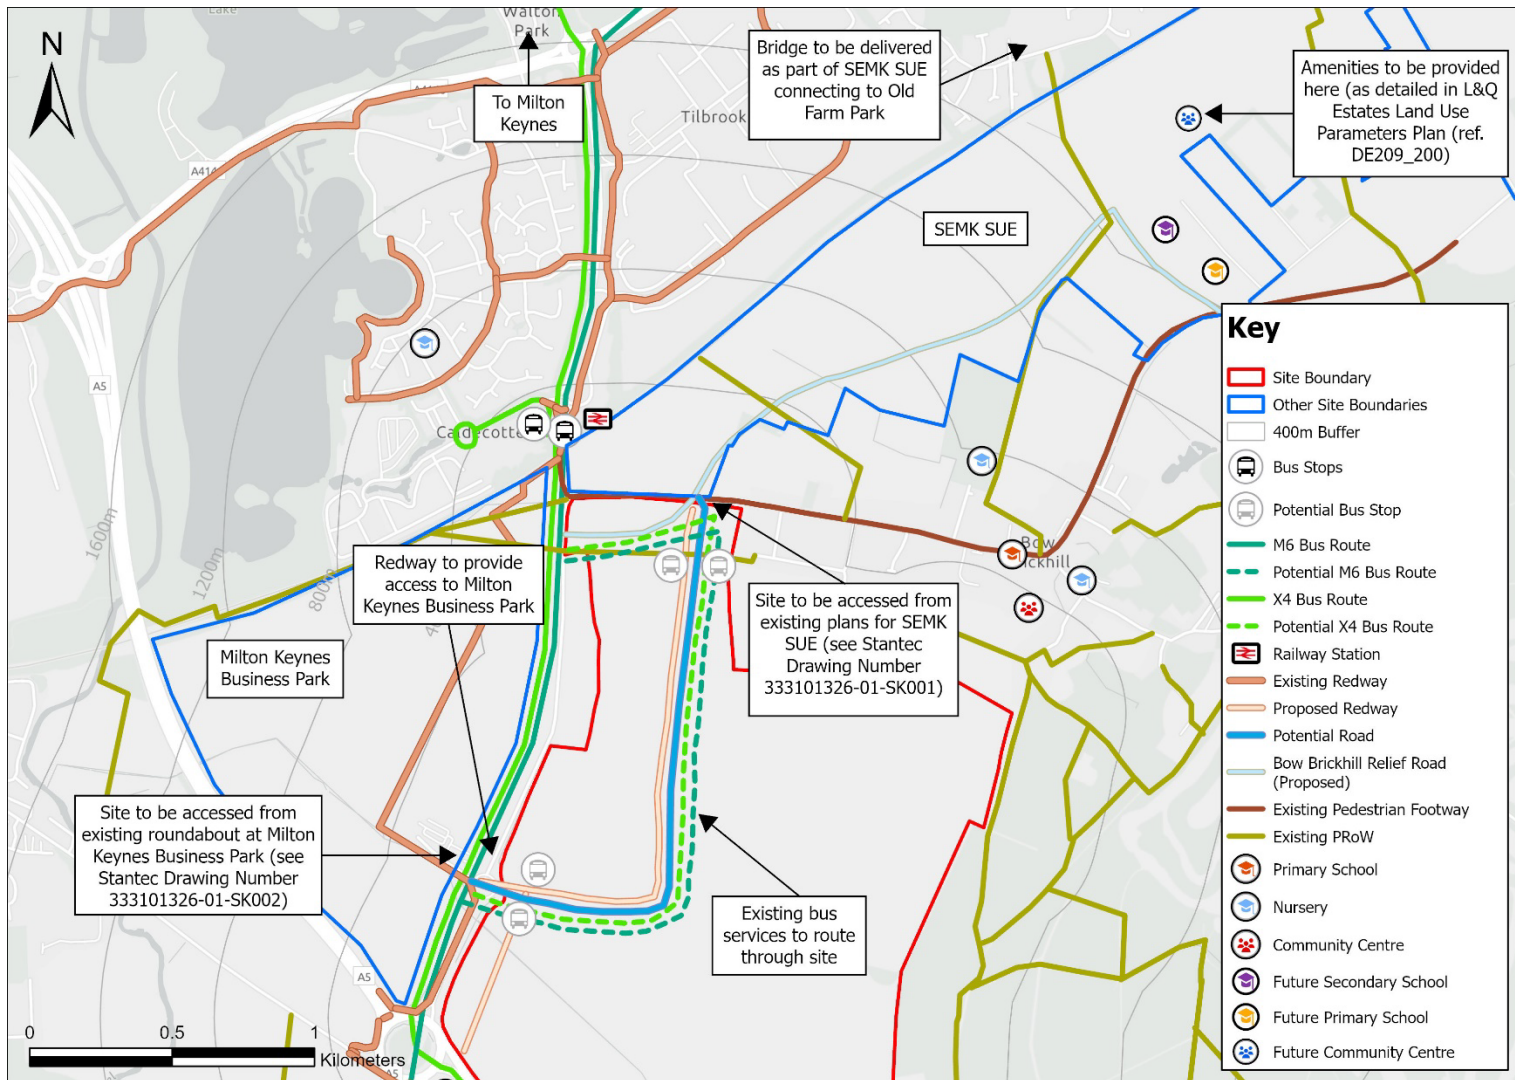 Lake
Walton
Park
N
To Milton
Keynes
Bridge to be delivered
as part of SEMK SUE
connecting to Old
Farm Park
Amenities to be provided
here (as detailed in L&Q
Estates Land Use
Parameters Plan (ref.
DE209_200)
Tilbrook
A5
SEMK SUE
Caldecotte
1600m
1200m
800m
Redway to provide
access to Milton
Keynes Business Park
Milton Keynes
Business Park
Site to be accessed from
existing plans for SEMK
SUE (see Stantec
Drawing Number
333101326-01-SK001)
Bow
Site to be accessed from
existing roundabout at Milton
Keynes Business Park (see
Stantec Drawing Number
333101326-01-SK002)
Existing bus
services to route
through site
A5
A5
0 0.5 1
Kilometers
Key
Site Boundary
Other Site Boundaries
400m Buffer
Bus Stops
Potential Bus Stop
M6 Bus Route
Potential M6 Bus Route
X4 Bus Route
Potential X4 Bus Route
Railway Station
Existing Redway
Proposed Redway
Potential Road
Bow Brickhill Relief Road
(Proposed)
Existing Pedestrian Footway
Existing PRoW
Primary School
Nursery
Community Centre
Future Secondary School
Future Primary School
Future Community Centre